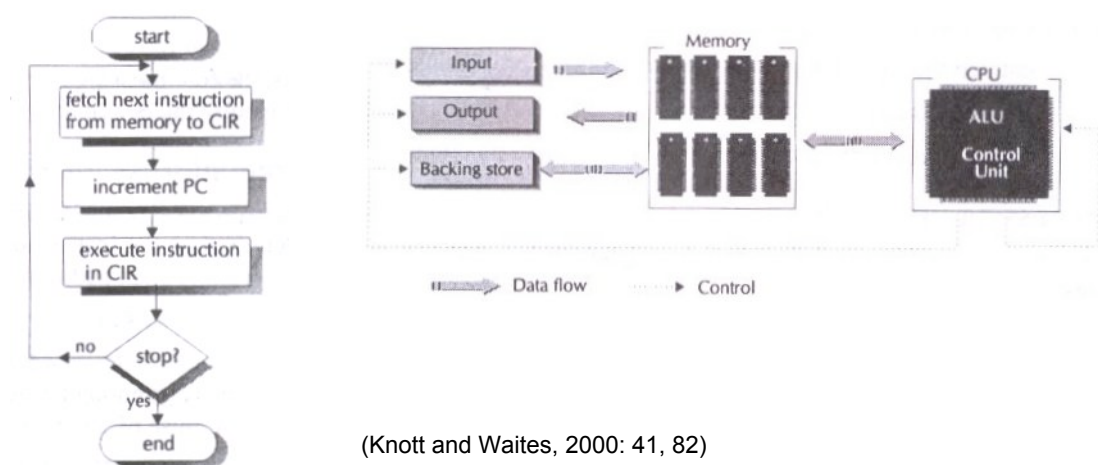 start
fetch next instruction
from memory to CIR
increment PC
execute instruction
in CIR
stop?
no
yes
end
Memory
Input
Output
Backing store
CPU
ALU
Control
Unit
Data flow
Control
(Knott and Waites, 2000: 41, 82)